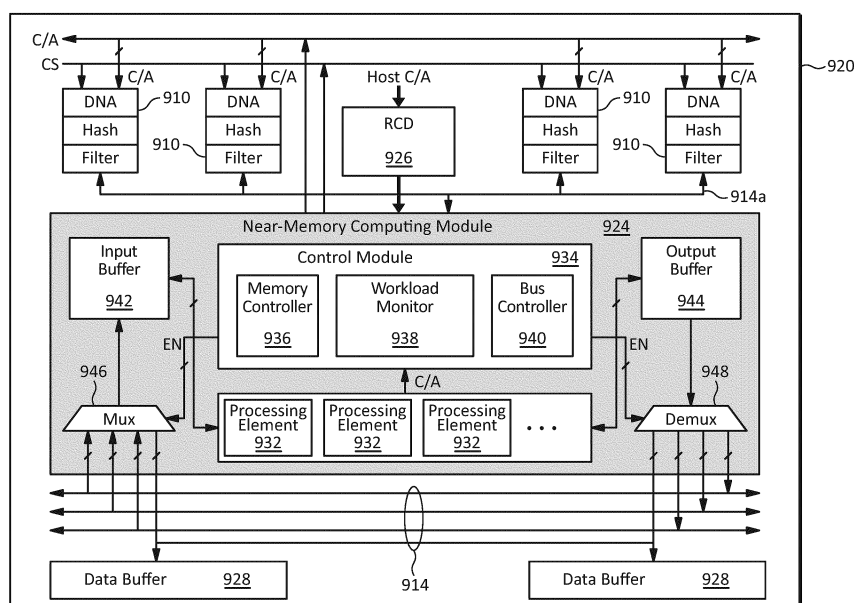 C/A
CS
C/A
C/A
Host C/A
C/A
C/A
920
DNA
Hash
Filter
910
DNA
Hash
Filter
910
RCD
926
DNA
Hash
Filter
910
DNA
Hash
Filter
910
914a
Near-Memory Computing Module
924
Input
Buffer
942
Control Module
934
Memory
Controller
936
Workload
Monitor
938
Bus
Controller
940
Output
Buffer
944
EN
EN
946
Mux
C/A
948
Demux
Processing
Element
932
Processing
Element
932
Processing
Element
932
...
Data Buffer 928
914
Data Buffer 928